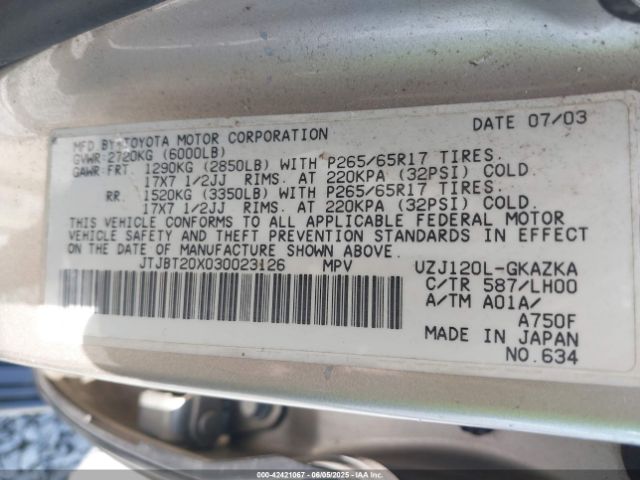 MFD BY:TOYOTA MOTOR CORPORATION DATE 07/03
GVWR 2720KG (6000LB)
GAWR FRT. 1290KG (2850LB) WITH P265/65R17 TIRES.
17X7 1/2JJ RIMS. AT 220KPA (32PSI) COLD
RR. 1520KG (3350LB) WITH P265/65R17 TIRES.
17X7 1/2JJ RIMS. AT 220KPA (32PSI) COLD.
THIS VEHICLE CONFORMS TO ALL APPLICABLE FEDERAL MOTOR
VEHICLE SAFETY AND THEFT PREVENTION STANDARDS IN EFFECT
ON THE DATE OF MANUFACTURE SHOWN ABOVE.
JTJBT20X030023126 MPV UZJ120L-GKAZKA
C/TR 587/LH00
A/TM A01A/
A750F
MADE IN JAPAN
NO.634
000-42421067 - 06/05/2025 - IAA Inc.